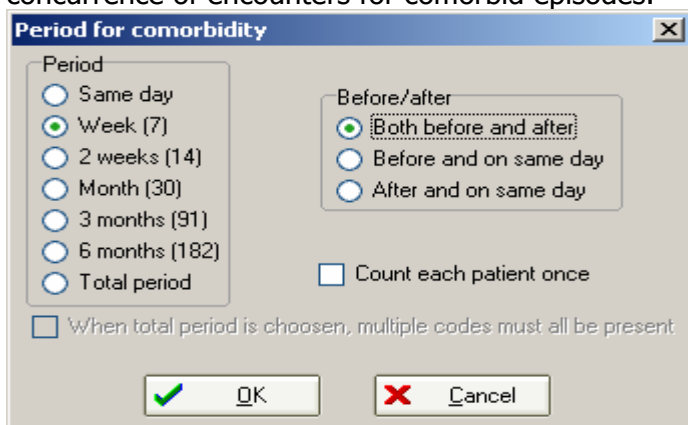 concurrence of encounters for comorbid episodes.
Period for comorbidity
Period
Same day
Week (7)
2 weeks (14)
Month (30)
3 months (91)
6 months (182)
Total period
Before/after
Both before and after
Before and on same day
After and on same day
Count each patient once
When total period is choosen, multiple codes must all be present
OK
Cancel